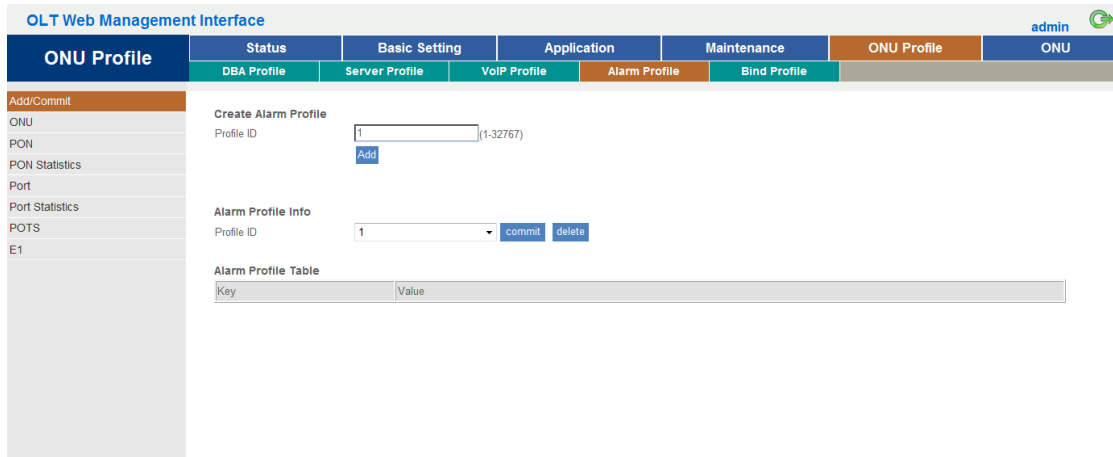 OLT Web Management Interface
admin
ONU Profile
Status Basic Setting Application Maintenance ONU Profile ONU
DBA Profile Server Profile VoIP Profile Alarm Profile Bind Profile
Add/Commit
ONU
PON
PON Statistics
Port
Port Statistics
POTS
E1
Create Alarm Profile
Profile ID 1 (1-32767)
Add
Alarm Profile Info
Profile ID 1 commit delete
Alarm Profile Table
Key Value